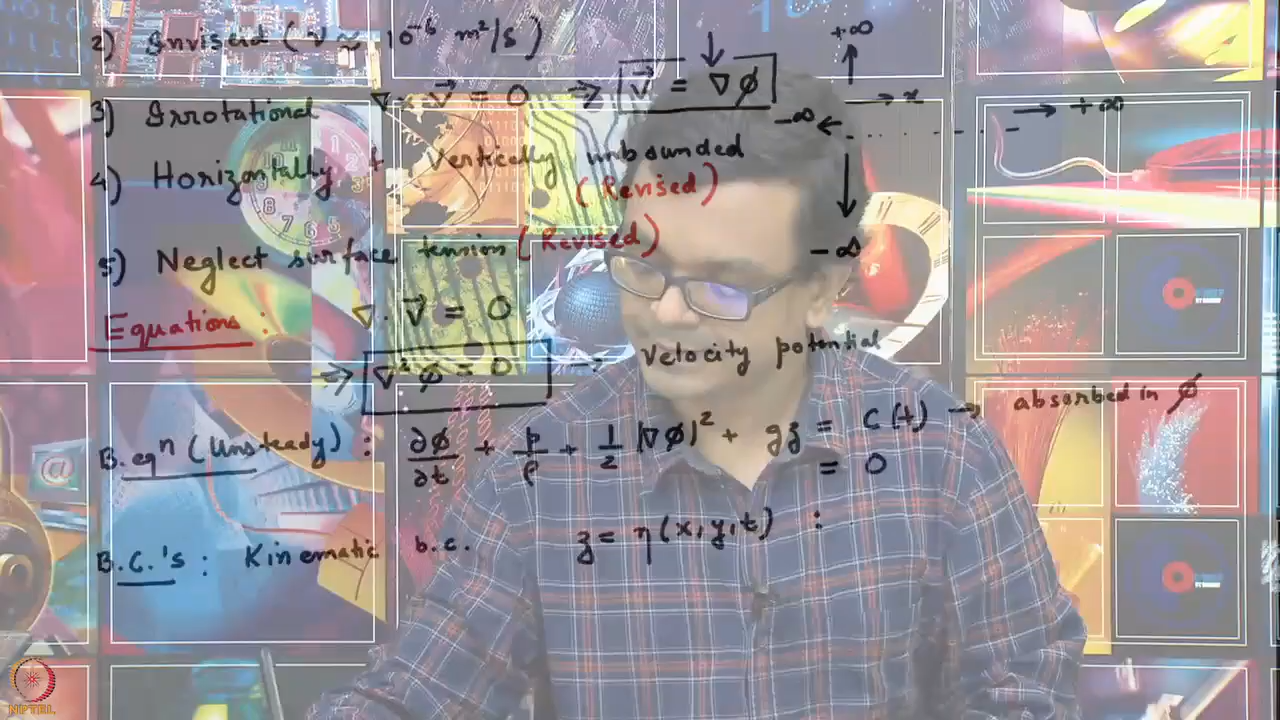 2) Inviscid ( ν ≈ 10⁻⁶ m²/s )
+∞
3) Irrotational ∇ · v⃗ = 0 ⇒ v⃗ = ∇φ
→ x
-∞ ← → +∞
4) Horizontally & Vertically unbounded
(Revised)
-∞
5) Neglect surface tension (Revised)
Equations : ∇ · v⃗ = 0
⇒ ∇²φ = 0 → Velocity potential
B. eqⁿ (Unsteady) : ∂φ/∂t + p/ρ + 1/2 |∇φ|² + gz = C(t) → absorbed in φ
= 0
B.C.'s : Kinematic b.c. z = η(x,y,t) :
NPTEL